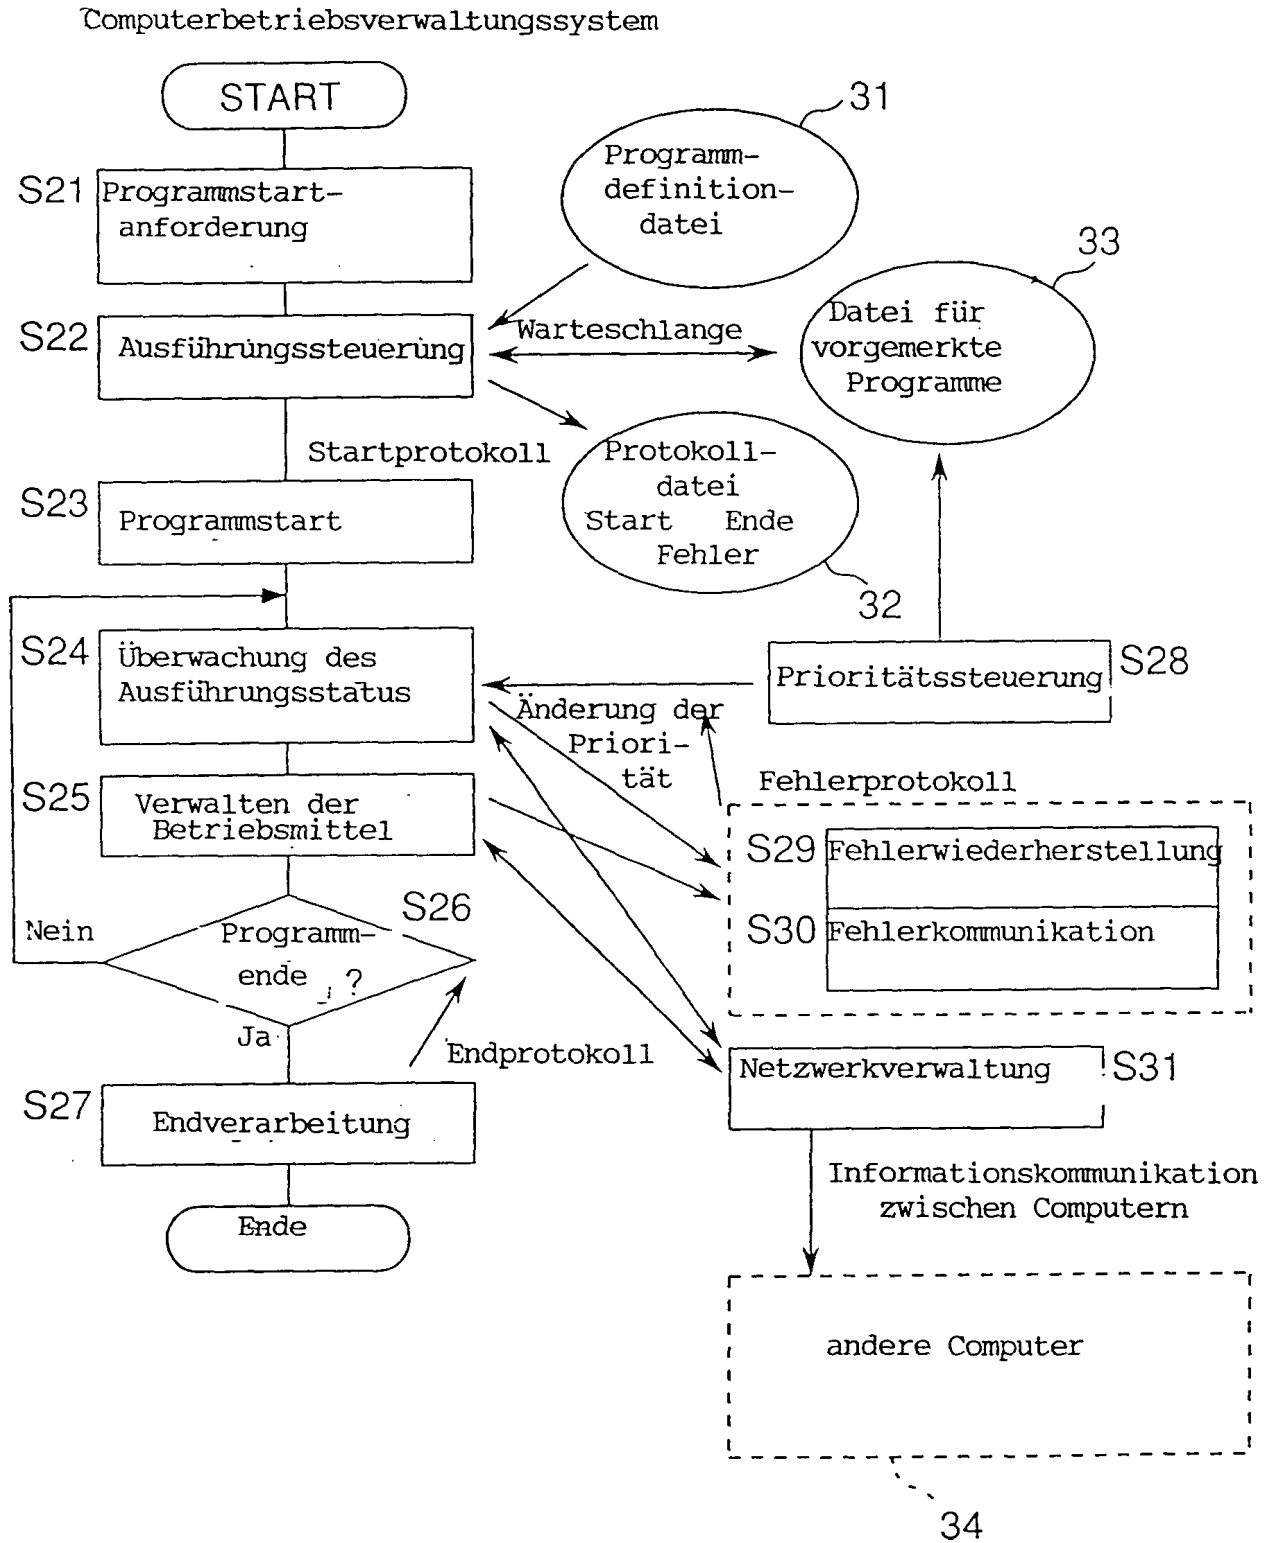 Computerbetriebsverwaltungssystem
START
31
Programm-
definition-
datei
S21
Programmstart-
anforderung
33
Datei für
vorgemerkte
Programme
S22
Ausführungssteuerung
Warteschlange
Startprotokoll
Protokoll-
datei
Start Ende
Fehler
32
S23
Programmstart
S24
Überwachung des
Ausführungsstatus
Prioritätssteuerung
S28
Änderung der
Priori-
tät
S25
Verwalten der
Betriebsmittel
Fehlerprotokoll
S29
Fehlerwiederherstellung
S30
Fehlerkommunikation
S26
Nein
Programm-
ende ?
Ja
Endprotokoll
Netzwerkverwaltung
S31
S27
Endverarbeitung
Informationskommunikation
zwischen Computern
Ende
andere Computer
34